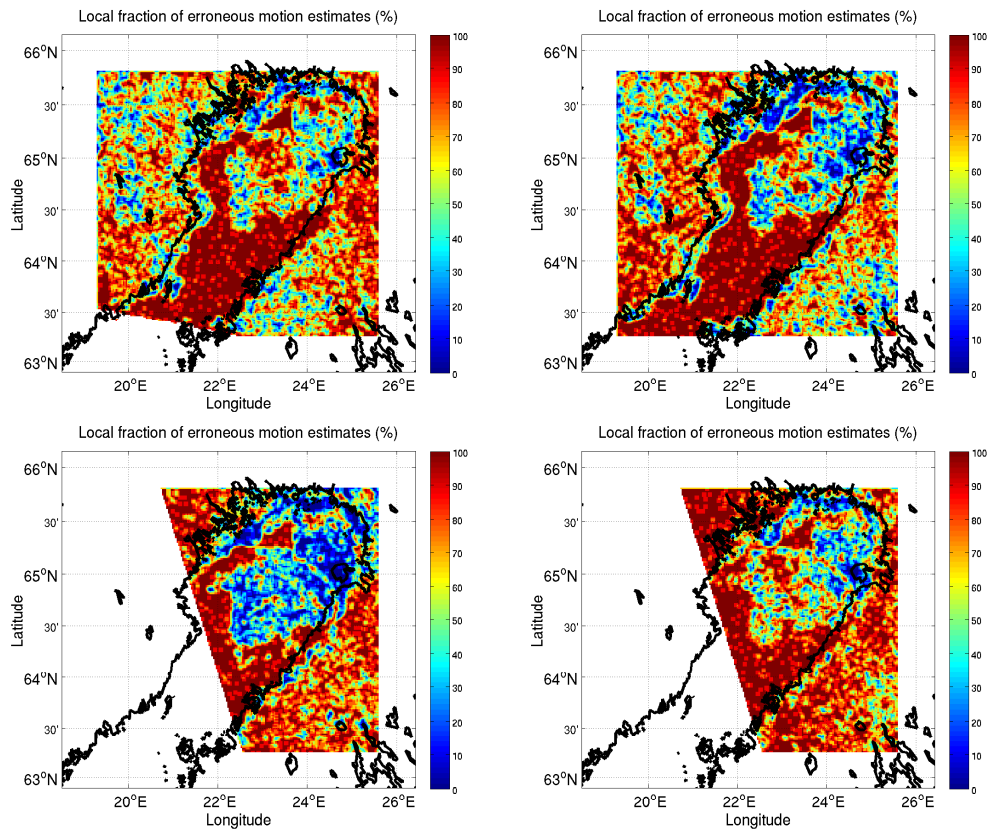 Local fraction of erroneous motion estimates (%)
66°N
30'
65°N
30'
64°N
30'
63°N
Latitude
20°E
22°E
24°E
26°E
Longitude
100
90
80
70
60
50
40
30
20
10
0
Local fraction of erroneous motion estimates (%)
66°N
30'
65°N
30'
64°N
30'
63°N
Latitude
20°E
22°E
24°E
26°E
Longitude
100
90
80
70
60
50
40
30
20
10
0
Local fraction of erroneous motion estimates (%)
66°N
30'
65°N
30'
64°N
30'
63°N
Latitude
20°E
22°E
24°E
26°E
Longitude
100
90
80
70
60
50
40
30
20
10
0
Local fraction of erroneous motion estimates (%)
66°N
30'
65°N
30'
64°N
30'
63°N
Latitude
20°E
22°E
24°E
26°E
Longitude
100
90
80
70
60
50
40
30
20
10
0